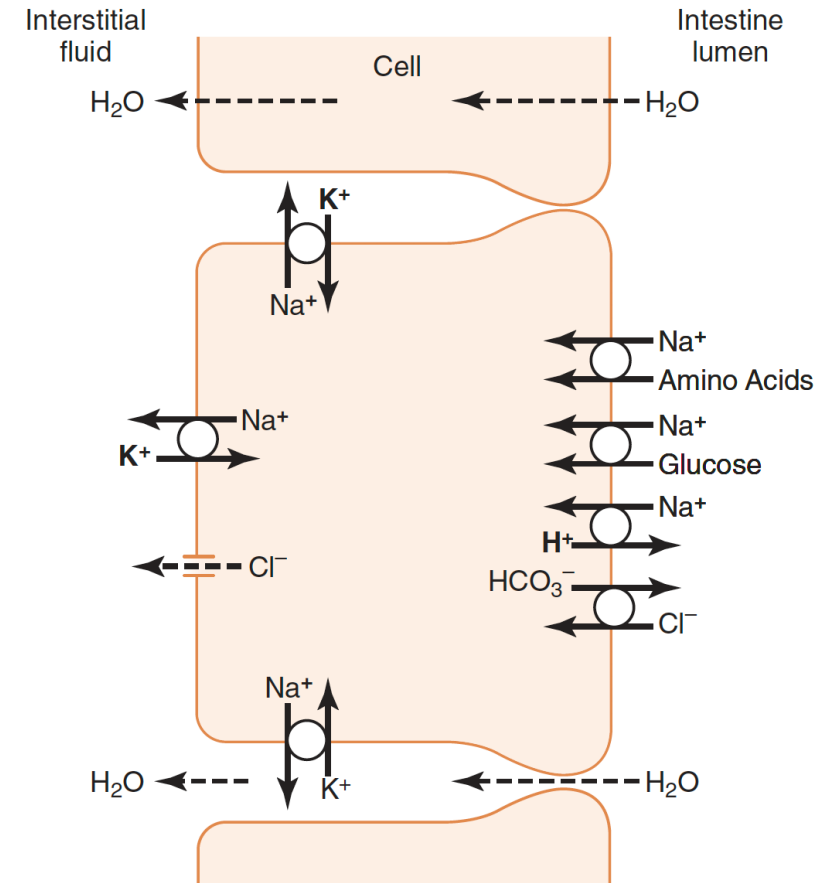 Interstitial
fluid
Intestine
lumen
Cell
H₂O
H₂O
K⁺
Na⁺
Na⁺
Amino Acids
Na⁺
K⁺
Na⁺
Glucose
Na⁺
H⁺
Cl⁻
HCO₃⁻
Cl⁻
Na⁺
K⁺
H₂O
H₂O